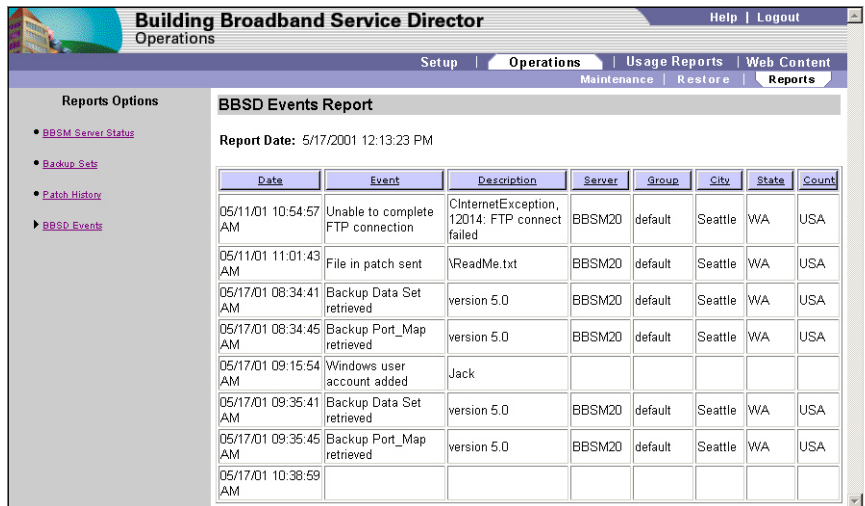 Building Broadband Service Director
Operations
Help | Logout
Setup | Operations | Usage Reports | Web Content
Maintenance | Restore | Reports
Reports Options
BBSM Server Status
Backup Sets
Patch History
BBSD Events
BBSD Events Report
Report Date: 5/17/2001 12:13:23 PM
Date Event Description Server Group City State Count
05/11/01 10:54:57 AM Unable to complete FTP connection CInternetException, 12014: FTP connect failed BBSM20 default Seattle WA USA
05/11/01 11:01:43 AM File in patch sent \ReadMe.txt BBSM20 default Seattle WA USA
05/17/01 08:34:41 AM Backup Data Set retrieved version 5.0 BBSM20 default Seattle WA USA
05/17/01 08:34:45 AM Backup Port_Map retrieved version 5.0 BBSM20 default Seattle WA USA
05/17/01 09:15:54 AM Windows user account added Jack
05/17/01 09:35:41 AM Backup Data Set retrieved version 5.0 BBSM20 default Seattle WA USA
05/17/01 09:35:45 AM Backup Port_Map retrieved version 5.0 BBSM20 default Seattle WA USA
05/17/01 10:38:59 AM